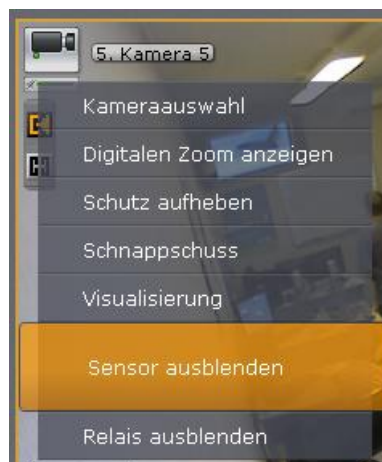 5. Kamera 5
Kameraauswahl
Digitalen Zoom anzeigen
Schutz aufheben
Schnappschuss
Visualisierung
Sensor ausblenden
Relais ausblenden